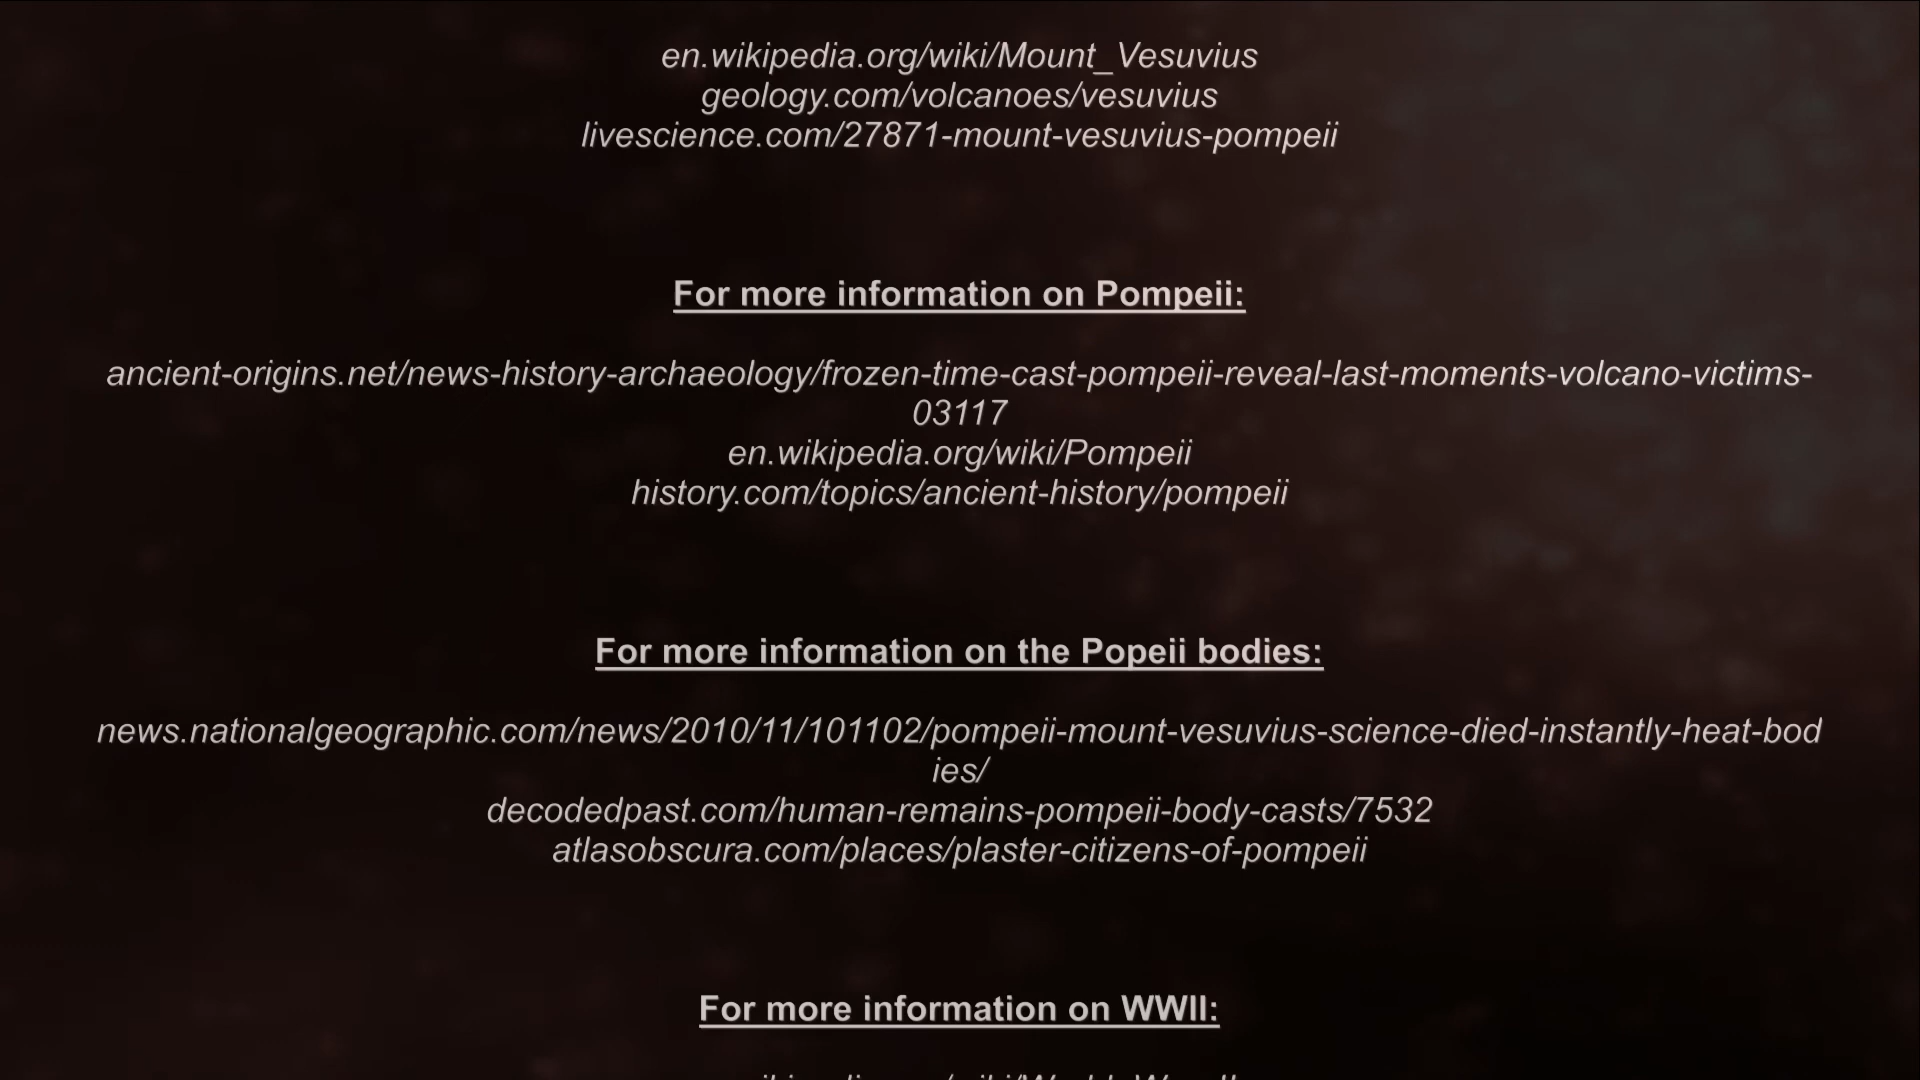 en.wikipedia.org/wiki/Mount_Vesuvius
geology.com/volcanoes/vesuvius
livescience.com/27871-mount-vesuvius-pompeii
For more information on Pompeii:
ancient-origins.net/news-history-archaeology/frozen-time-cast-pompeii-reveal-last-moments-volcano-victims-
03117
en.wikipedia.org/wiki/Pompeii
history.com/topics/ancient-history/pompeii
For more information on the Popeii bodies:
news.nationalgeographic.com/news/2010/11/101102/pompeii-mount-vesuvius-science-died-instantly-heat-bod
ies/
decodedpast.com/human-remains-pompeii-body-casts/7532
atlasobscura.com/places/plaster-citizens-of-pompeii
For more information on WWII: